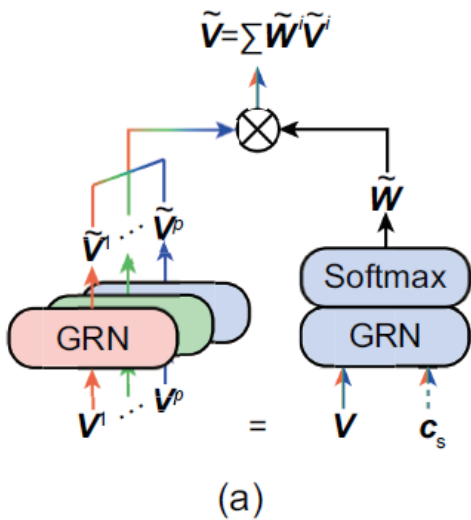 Ṽ=∑W̃ⁱṼⁱ
W̃
Ṽ¹ ... Ṽᵖ
Softmax
GRN
GRN
V¹ ... Vᵖ = V cₛ
(a)